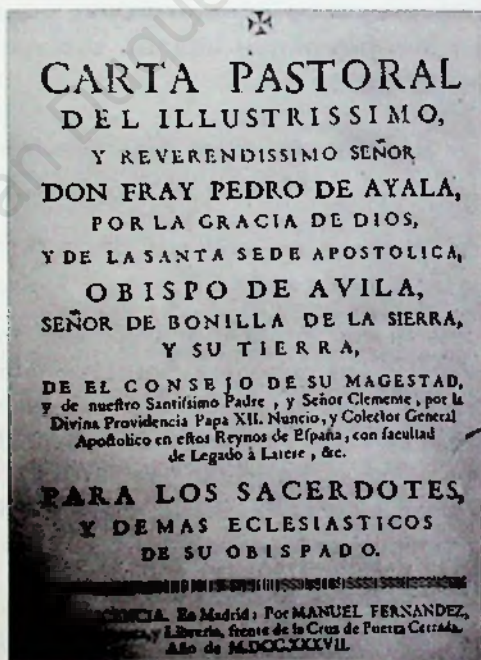 CARTA PASTORAL
DEL ILLUSTRISSIMO,
Y REVERENDISSIMO SEÑOR
DON FRAY PEDRO DE AYALA,
POR LA GRACIA DE DIOS,
Y DE LA SANTA SEDE APOSTOLICA,
OBISPO DE AVILA,
SEÑOR DE BONILLA DE LA SIERRA,
Y SU TIERRA,
DE EL CONSEJO DE SU MAGESTAD,
y de nueſtro Santiſsimo Padre, y Señor Clemente, por la
Divina Providencia Papa XII. Nuncio, y Colector General
Apoſtolico en eſtos Reynos de Eſpaña, con facultad
de Legado à Latere, &c.
PARA LOS SACERDOTES,
Y DEMAS ECLESIASTICOS
DE SU OBISPADO.
En Madrid: Por MANUEL FERNANDEZ,
y Libreria, frente de la Cruz de Puerta Cerrada.
Año de M.DCC.XXXVII.